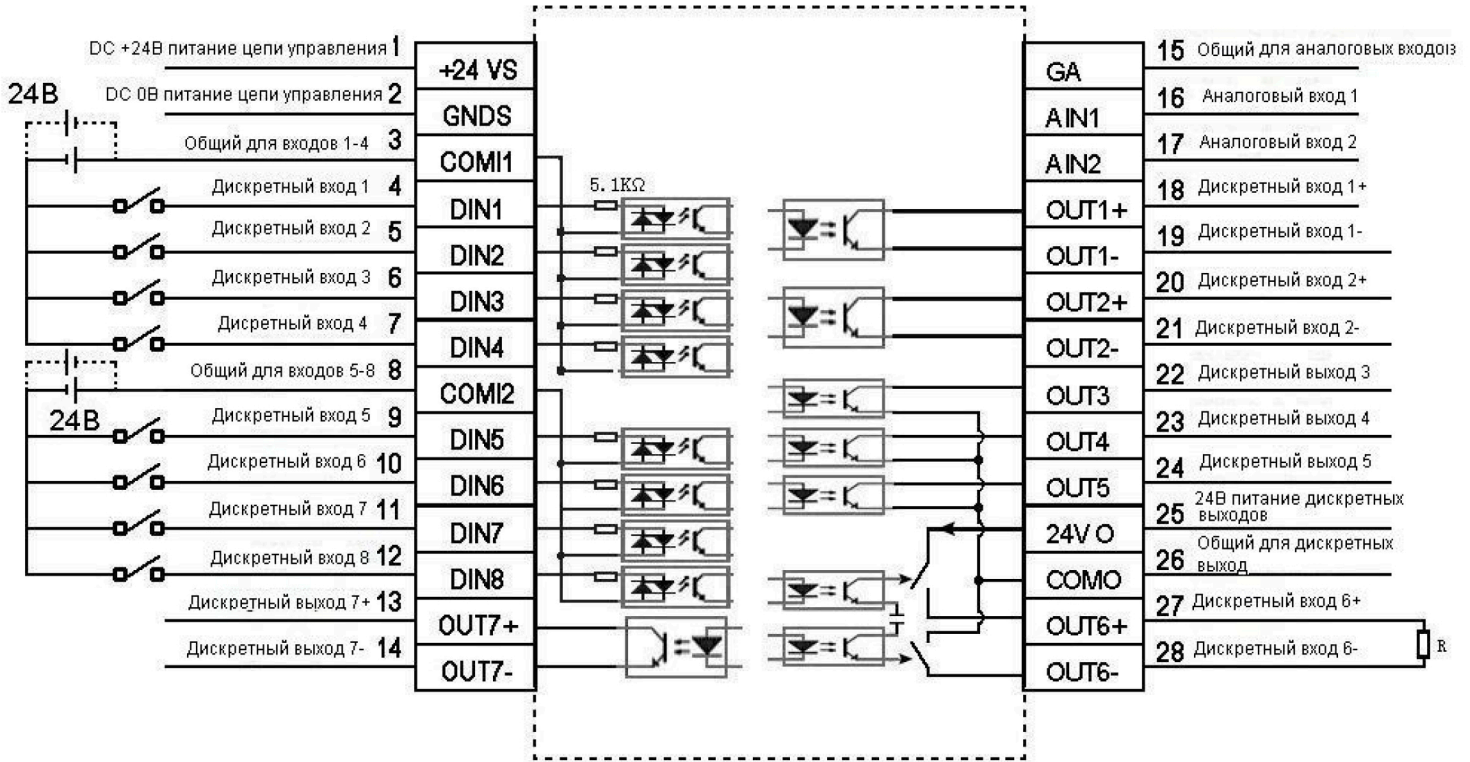 DC +24В питание цепи управления 1
+24 VS
24В
DC 0В питание цепи управления 2
GNDS
Общий для входов 1-4 3
COMI1
Дискретный вход 1 4
DIN1
5.1KΩ
Дискретный вход 2 5
DIN2
Дискретный вход 3 6
DIN3
Дисретный вход 4 7
DIN4
Общий для входов 5-8 8
COMI2
24В
Дискретный вход 5 9
DIN5
Дискретный вход 6 10
DIN6
Дискретный вход 7 11
DIN7
Дискретный вход 8 12
DIN8
Дискретный выход 7+ 13
OUT7+
Дискретный выход 7- 14
OUT7-
GA
15 Общий для аналоговых входов
AIN1
16 Аналоговый вход 1
AIN2
17 Аналоговый вход 2
OUT1+
18 Дискретный вход 1+
OUT1-
19 Дискретный вход 1-
OUT2+
20 Дискретный вход 2+
OUT2-
21 Дискретный вход 2-
OUT3
22 Дискретный выход 3
OUT4
23 Дискретный выход 4
OUT5
24 Дискретный выход 5
24V O
25 24В питание дискретных
выходов
COMO
26 Общий для дискретных
выход
OUT6+
27 Дискретный вход 6+
OUT6-
28 Дискретный вход 6-
R